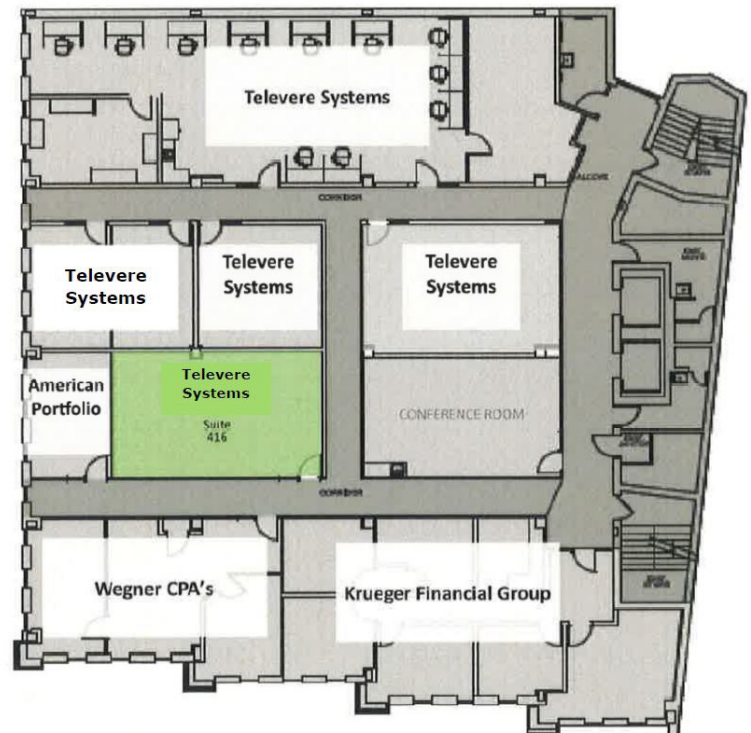 Televere Systems
CORRIDOR
Televere
Systems
Televere
Systems
Televere
Systems
American
Portfolio
Televere
Systems
Suite
416
CONFERENCE ROOM
CORRIDOR
Wegner CPA's
Krueger Financial Group